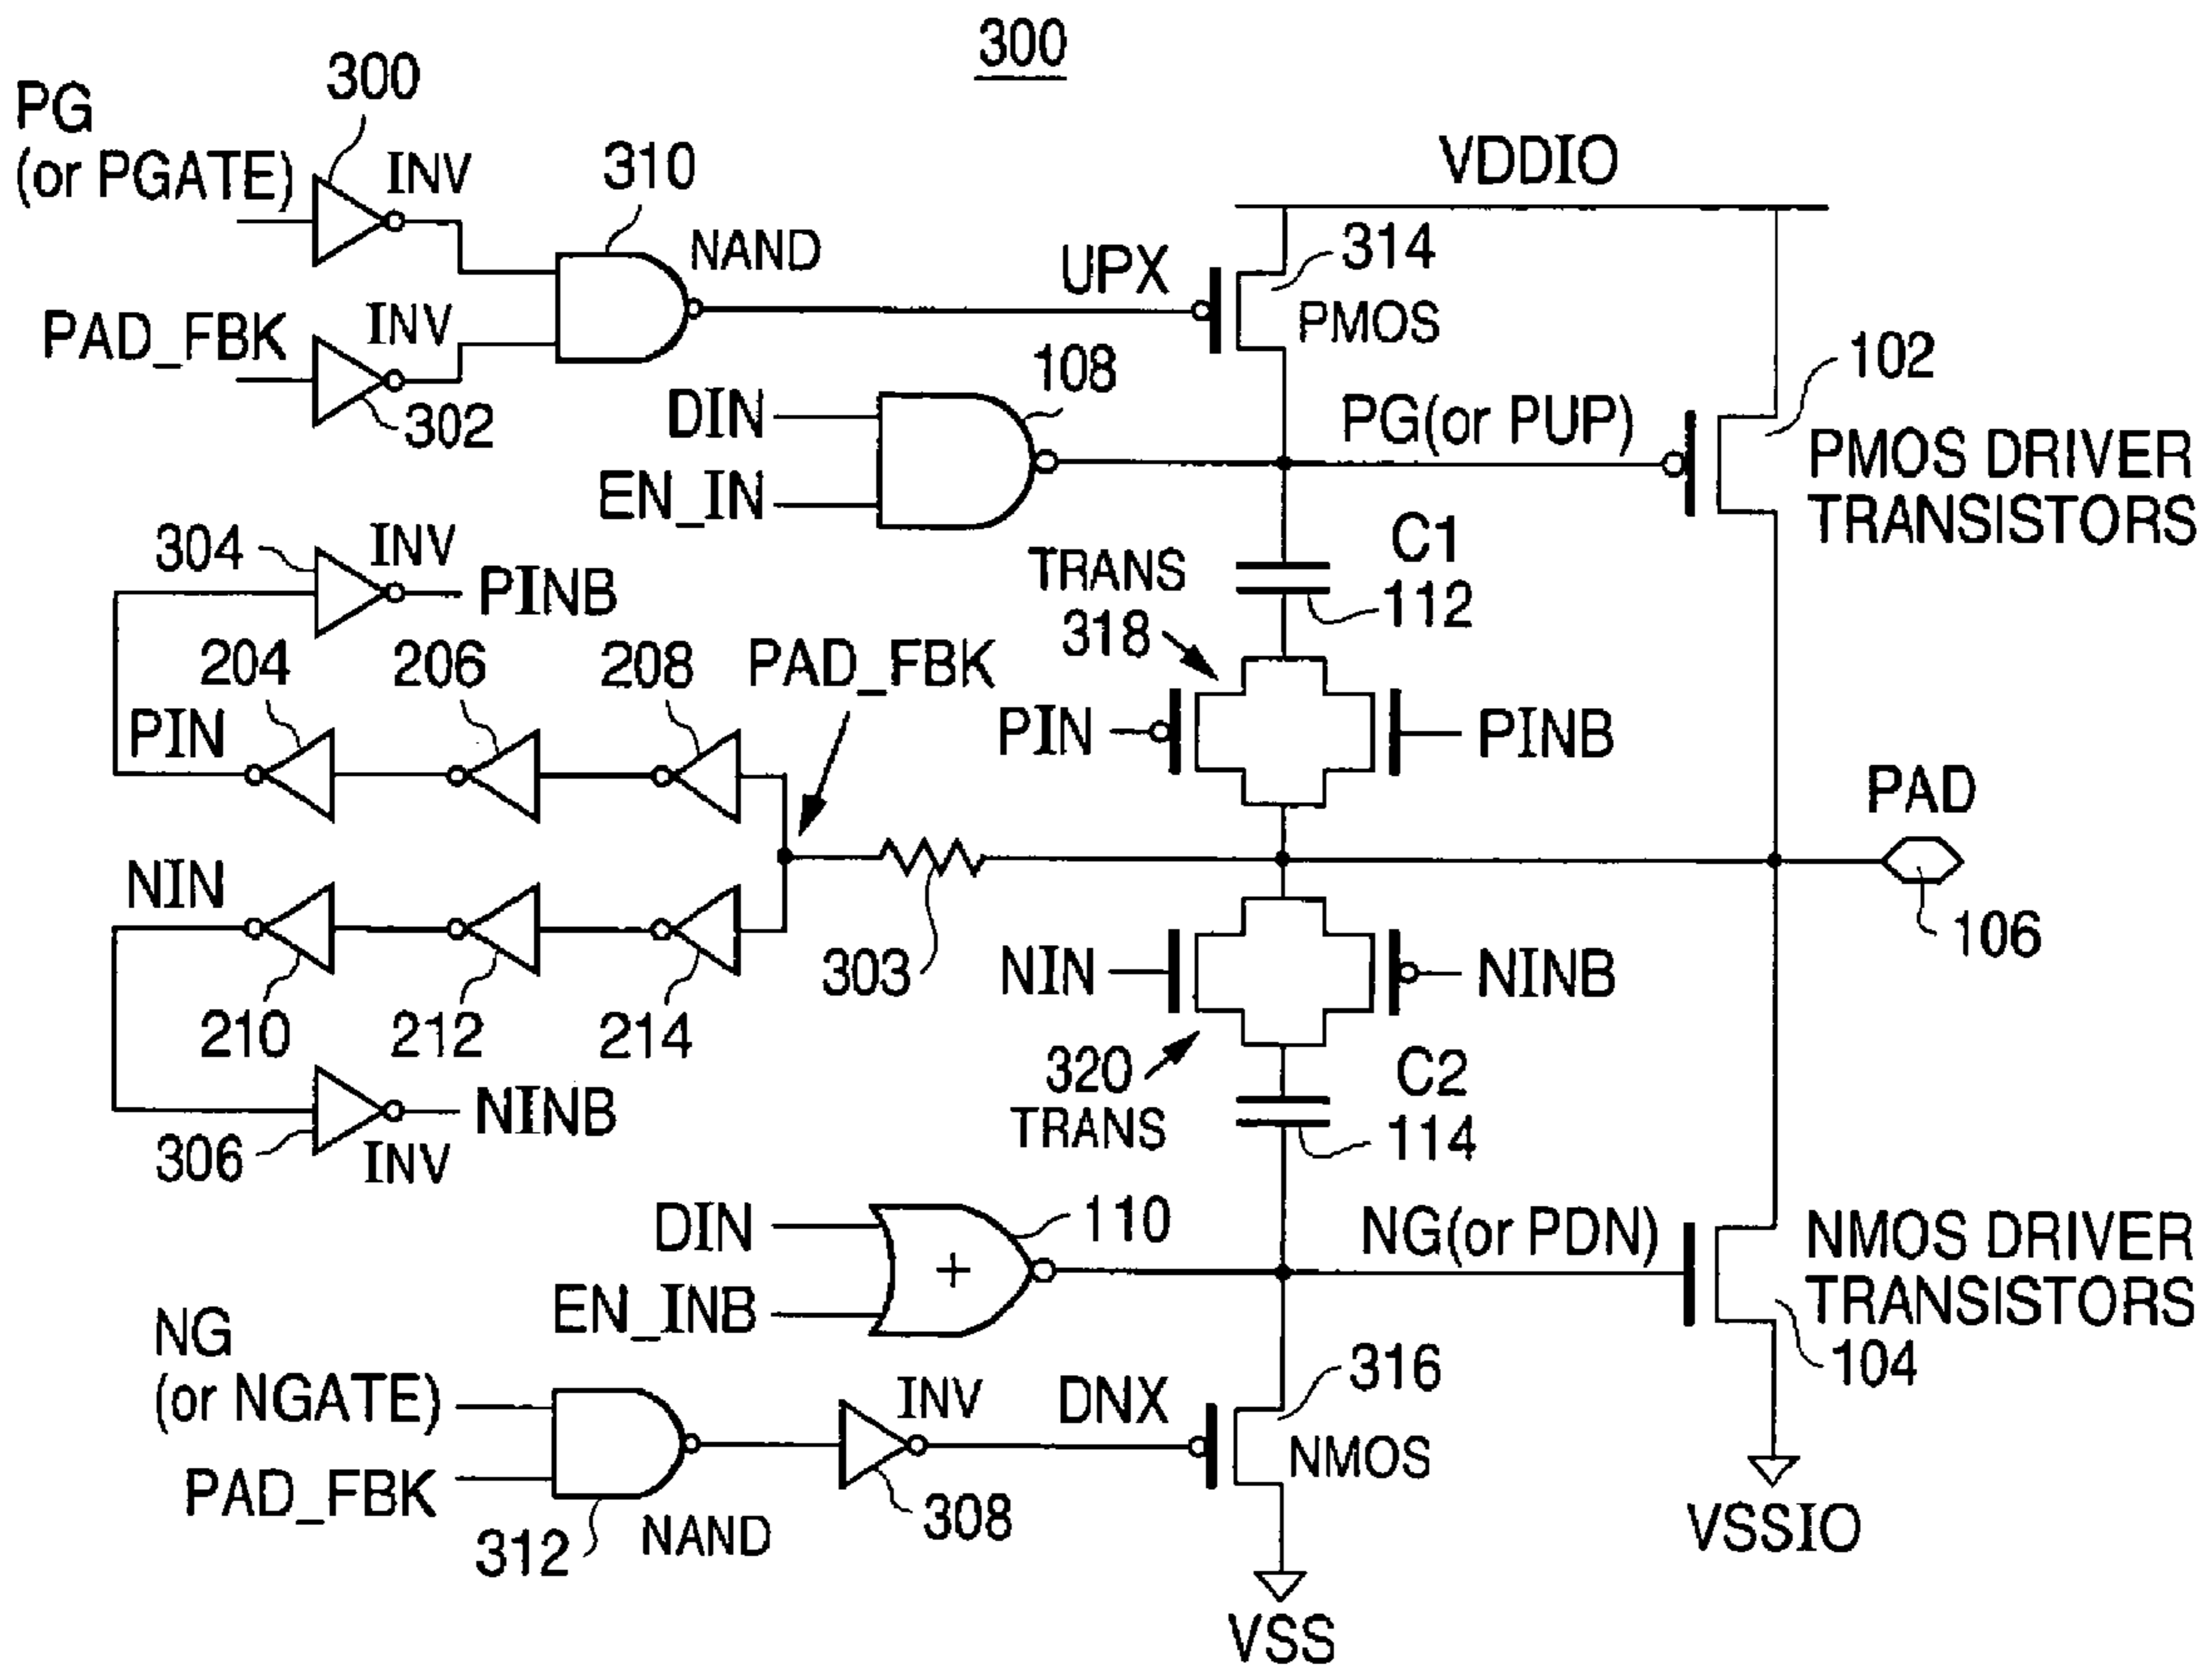 300
300
PG
(or PGATE)
INV
310
NAND
VDDIO
UPX
314
PMOS
PAD_FBK
INV
302
108
DIN
EN_IN
PG(or PUP)
102
PMOS DRIVER
TRANSISTORS
304
INV
PINB
TRANS
318
C1
112
204
206
208
PAD_FBK
PIN
PIN
PINB
PAD
NIN
303
106
NIN
NINB
210
212
214
320
TRANS
C2
114
306
INV
NINB
DIN
EN_INB
110
NG(or PDN)
NMOS DRIVER
TRANSISTORS
104
NG
(or NGATE)
PAD_FBK
312
NAND
INV
308
DNX
316
NMOS
VSSIO
VSS
+